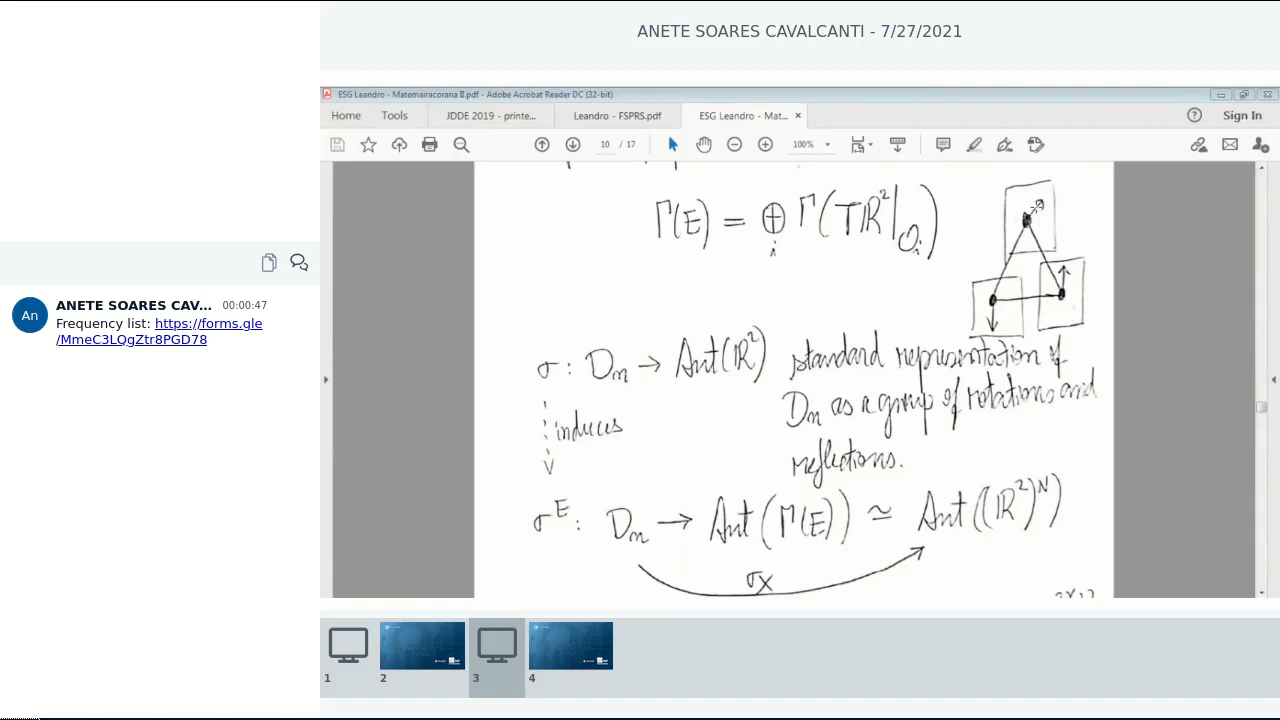 ANETE SOARES CAVALCANTI - 7/27/2021
ESG Leandro - Matemairacorana II.pdf - Adobe Acrobat Reader DC (32-bit)
Home Tools JDDE 2019 - printe... Leandro - FSPRS.pdf ESG Leandro - Mat... × Sign In
10 / 17 100%
Γ(E) = ⊕ᵢ Γ(Tℝ²|Oᵢ)
σ : Dₙ → Aut(ℝ²) standard representation of
Dₙ as a group of rotations and
induces
reflections.
σᴱ : Dₙ → Aut(Γ(E)) ≃ Aut((ℝ²)ᴺ)
σₓ
An
ANETE SOARES CAV... 00:00:47
Frequency list: https://forms.gle
/MmeC3LQgZtr8PGD78
1 2 3 4